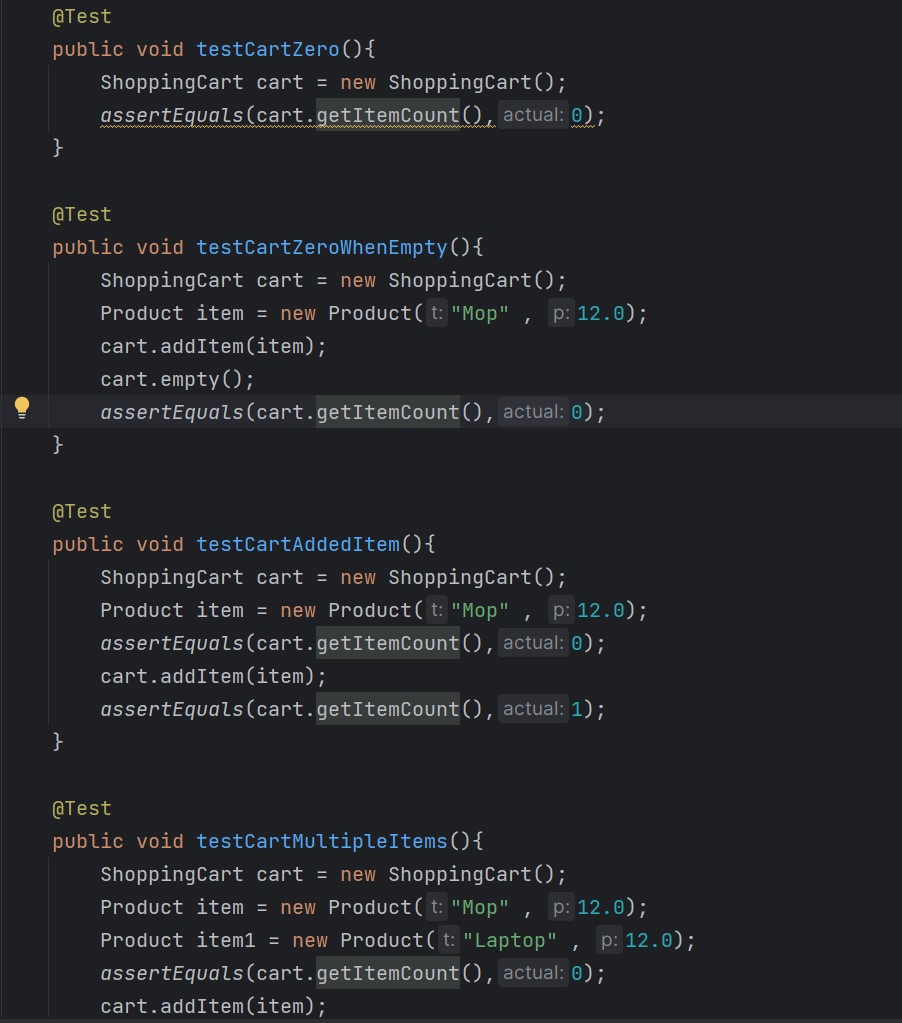 @Test
public void testCartZero(){
ShoppingCart cart = new ShoppingCart();
assertEquals(cart.getItemCount(), actual: 0);
}
@Test
public void testCartZeroWhenEmpty(){
ShoppingCart cart = new ShoppingCart();
Product item = new Product( t: "Mop" , p: 12.0);
cart.addItem(item);
cart.empty();
assertEquals(cart.getItemCount(), actual: 0);
}
@Test
public void testCartAddedItem(){
ShoppingCart cart = new ShoppingCart();
Product item = new Product( t: "Mop" , p: 12.0);
assertEquals(cart.getItemCount(), actual: 0);
cart.addItem(item);
assertEquals(cart.getItemCount(), actual: 1);
}
@Test
public void testCartMultipleItems(){
ShoppingCart cart = new ShoppingCart();
Product item = new Product( t: "Mop" , p: 12.0);
Product item1 = new Product( t: "Laptop" , p: 12.0);
assertEquals(cart.getItemCount(), actual: 0);
cart.addItem(item);